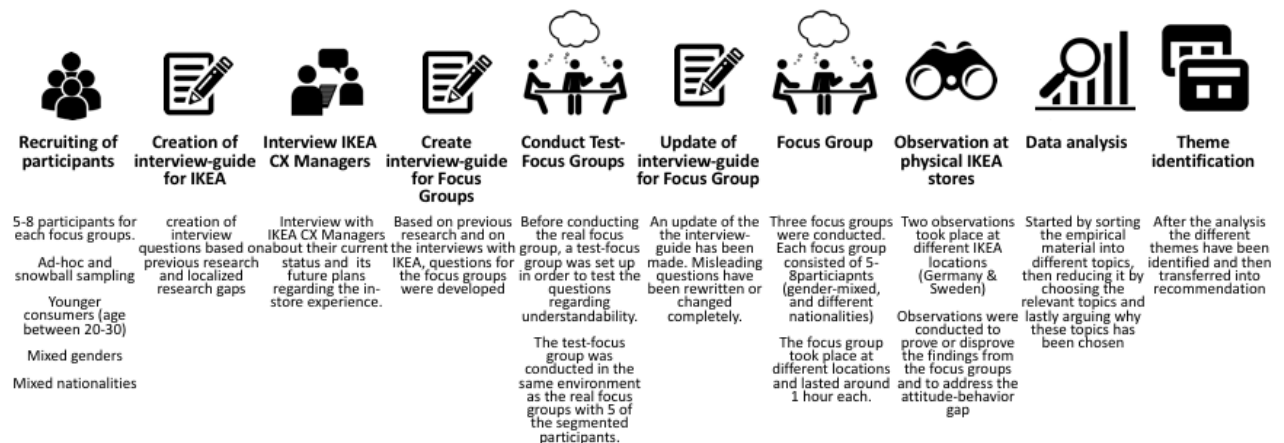 Recruiting of
participants
5-8 participants for
each focus groups.
Ad-hoc and
snowball sampling
Younger
consumers (age
between 20-30)
Mixed genders
Mixed nationalities
Creation of
interview-guide
for IKEA
creation of
interview
questions based on
previous research
and localized
research gaps
Interview IKEA
CX Managers
Interview with
IKEA CX Managers
about their current
status and its
future plans
regarding the in-
store experience.
Create
interview-guide
for Focus
Groups
Based on previous
research and on
the interviews with
IKEA, questions for
the focus groups
were developed
Conduct Test-
Focus Groups
Before conducting
the real focus
group, a test-focus
group was set up
in order to test the
questions
regarding
understandability.
The test-focus
group was
conducted in the
same environment
as the real focus
groups with 5 of
the segmented
participants.
Update of
interview-guide
for Focus Group
An update of the
the interview-
guide has been
made. Misleading
questions have
been rewritten or
changed
completely.
Focus Group
Three focus groups
were conducted.
Each focus group
consisted of 5-
8particiapnts
(gender-mixed,
and different
nationalities)
The focus group
took place at
different locations
and lasted around
1 hour each.
Observation at
physical IKEA
stores
Two observations
took place at
different IKEA
locations
(Germany &
Sweden)
Observations were
conducted to
prove or disprove
the findings from
the focus groups
and to address the
attitude-behavior
gap
Data analysis
Started by sorting
the empirical
material into
different topics,
then reducing it by
choosing the
relevant topics and
lastly arguing why
these topics has
been chosen
Theme
identification
After the analysis
the different
themes have been
identified and then
transferred into
recommendation